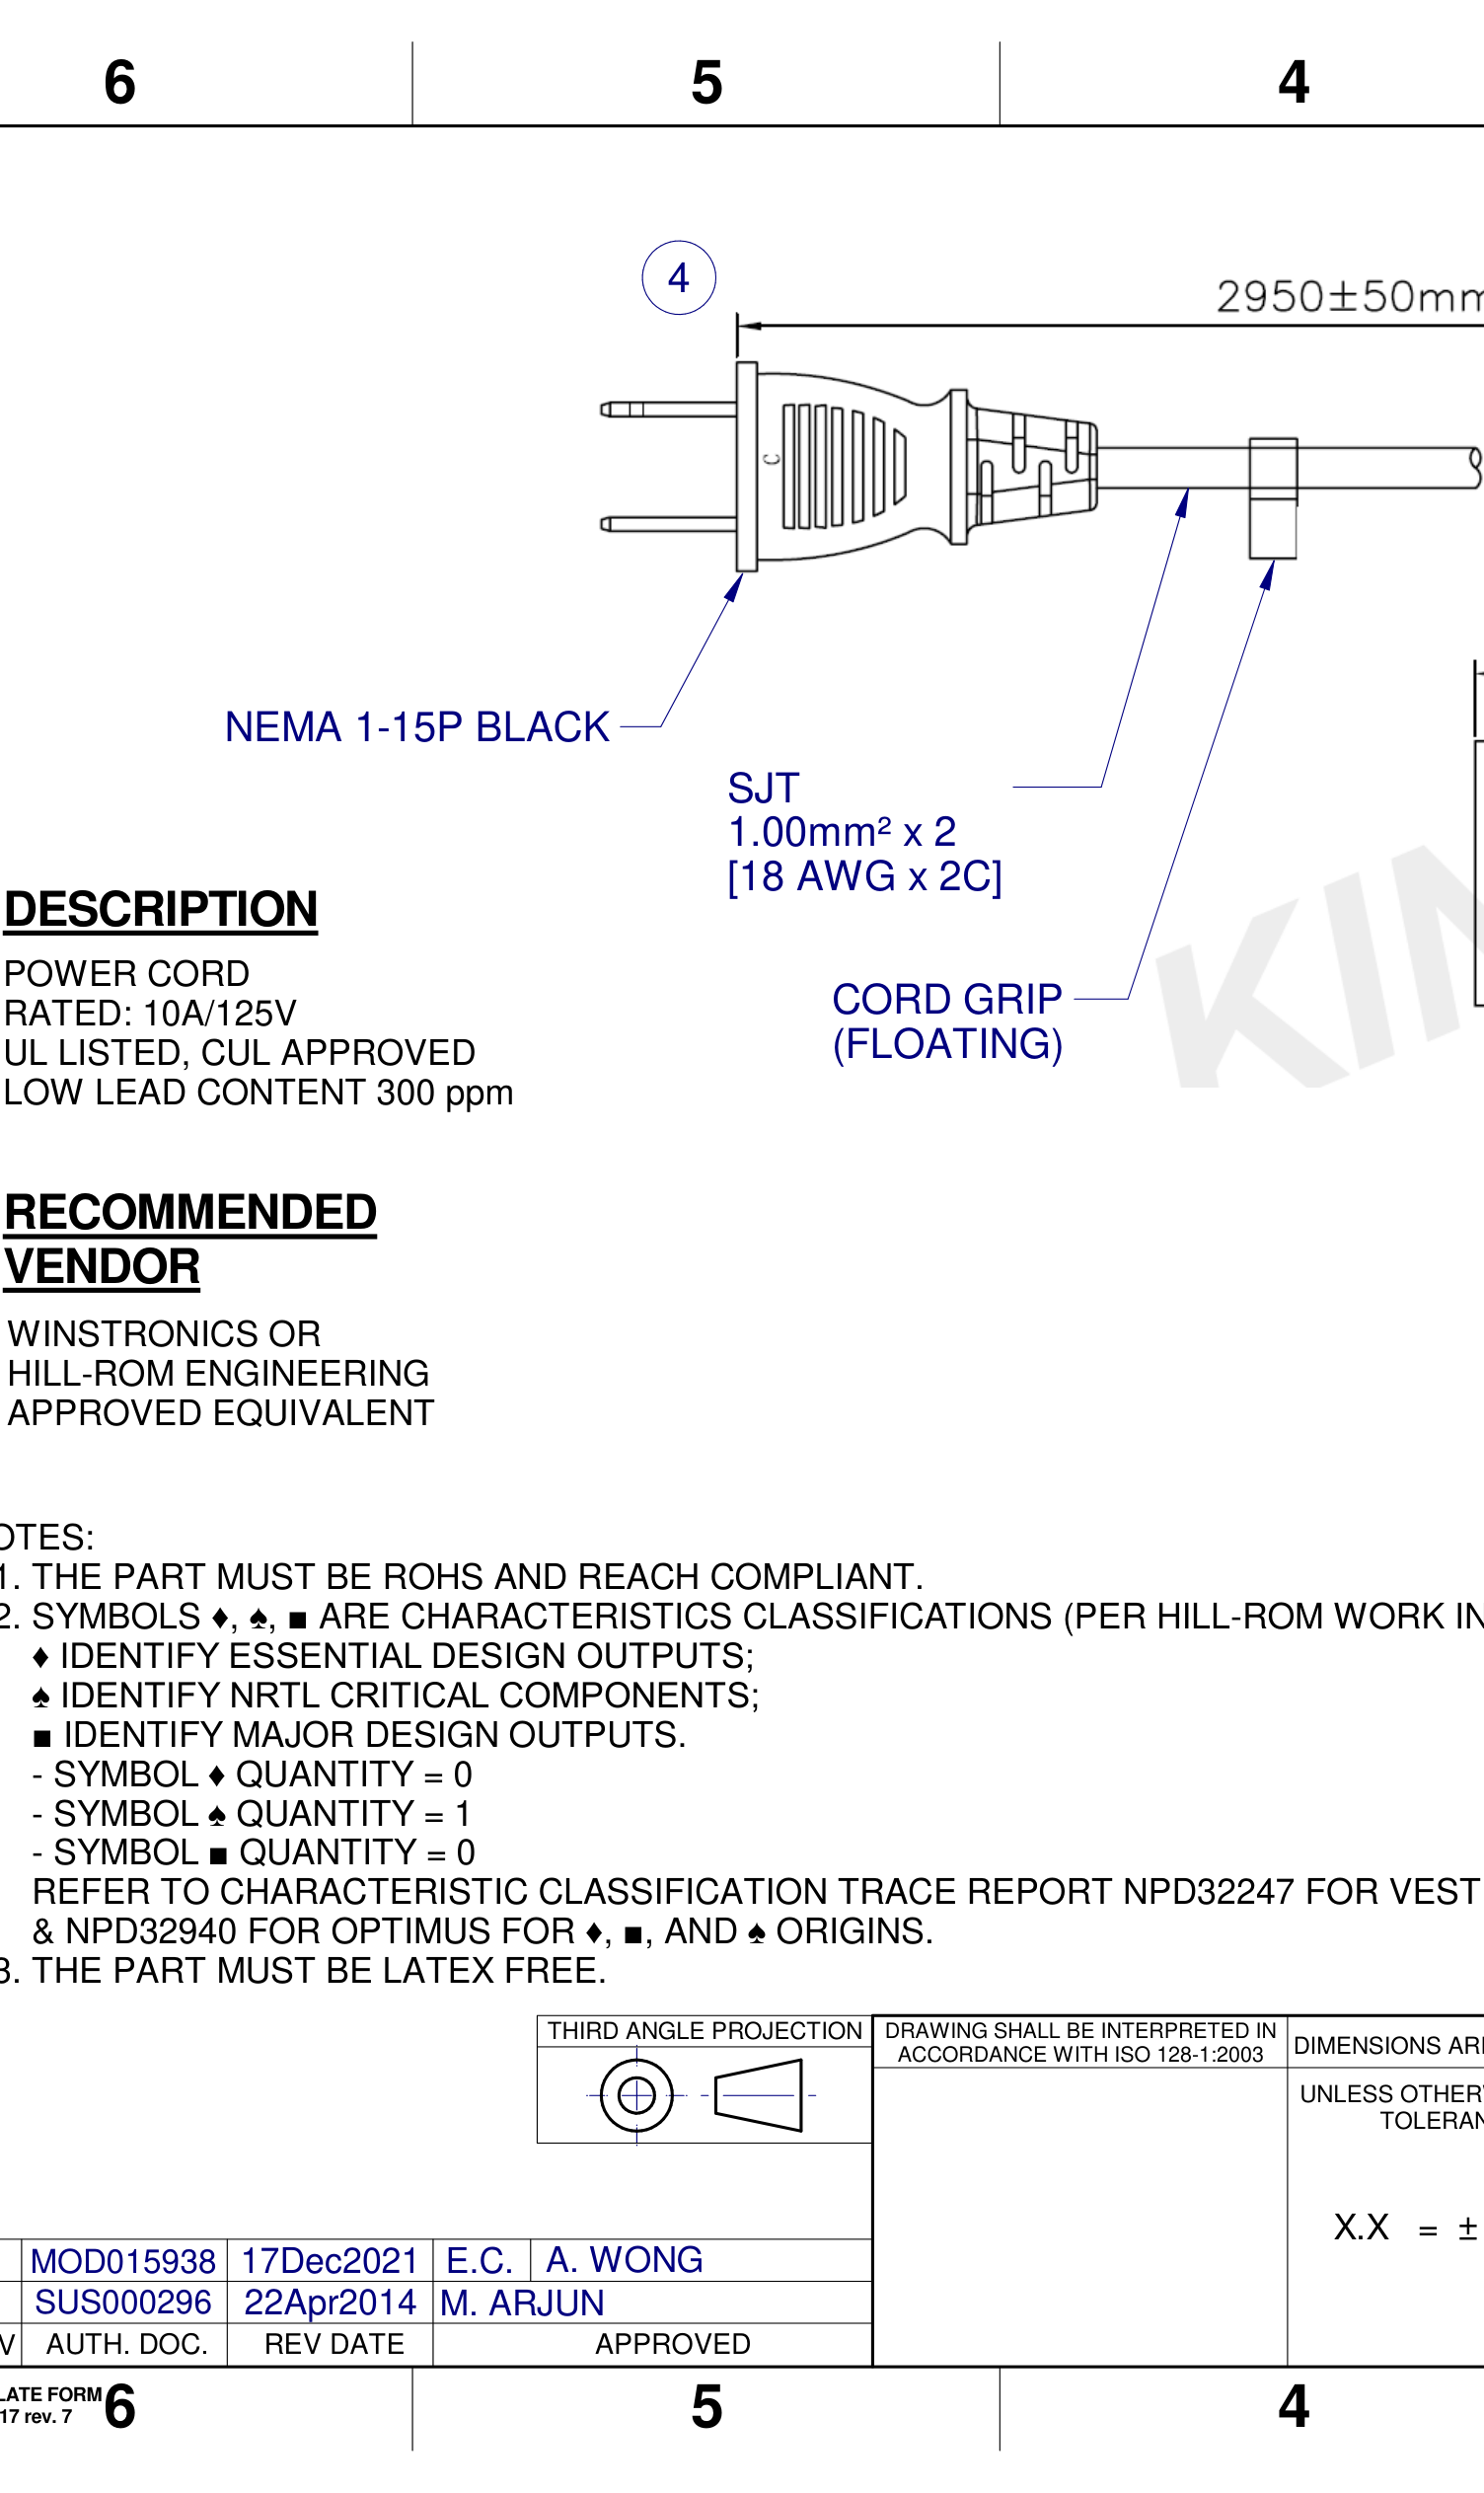 6 5 4
4
2950±50mm
C
NEMA 1-15P BLACK
SJT
1.00mm² x 2
[18 AWG x 2C]
CORD GRIP
(FLOATING)
KIN
DESCRIPTION
POWER CORD
RATED: 10A/125V
UL LISTED, CUL APPROVED
LOW LEAD CONTENT 300 ppm
RECOMMENDED
VENDOR
WINSTRONICS OR
HILL-ROM ENGINEERING
APPROVED EQUIVALENT
OTES:
1. THE PART MUST BE ROHS AND REACH COMPLIANT.
2. SYMBOLS ♦, ♠, ■ ARE CHARACTERISTICS CLASSIFICATIONS (PER HILL-ROM WORK IN
♦ IDENTIFY ESSENTIAL DESIGN OUTPUTS;
♠ IDENTIFY NRTL CRITICAL COMPONENTS;
■ IDENTIFY MAJOR DESIGN OUTPUTS.
- SYMBOL ♦ QUANTITY = 0
- SYMBOL ♠ QUANTITY = 1
- SYMBOL ■ QUANTITY = 0
REFER TO CHARACTERISTIC CLASSIFICATION TRACE REPORT NPD32247 FOR VEST
& NPD32940 FOR OPTIMUS FOR ♦, ■, AND ♠ ORIGINS.
3. THE PART MUST BE LATEX FREE.
THIRD ANGLE PROJECTION
DRAWING SHALL BE INTERPRETED IN
ACCORDANCE WITH ISO 128-1:2003
DIMENSIONS ARE
UNLESS OTHERW
TOLERAN
X.X = ±
MOD015938 17Dec2021 E.C. A. WONG
SUS000296 22Apr2014 M. ARJUN
V AUTH. DOC. REV DATE APPROVED
LATE FORM
17 rev. 7
6 5 4